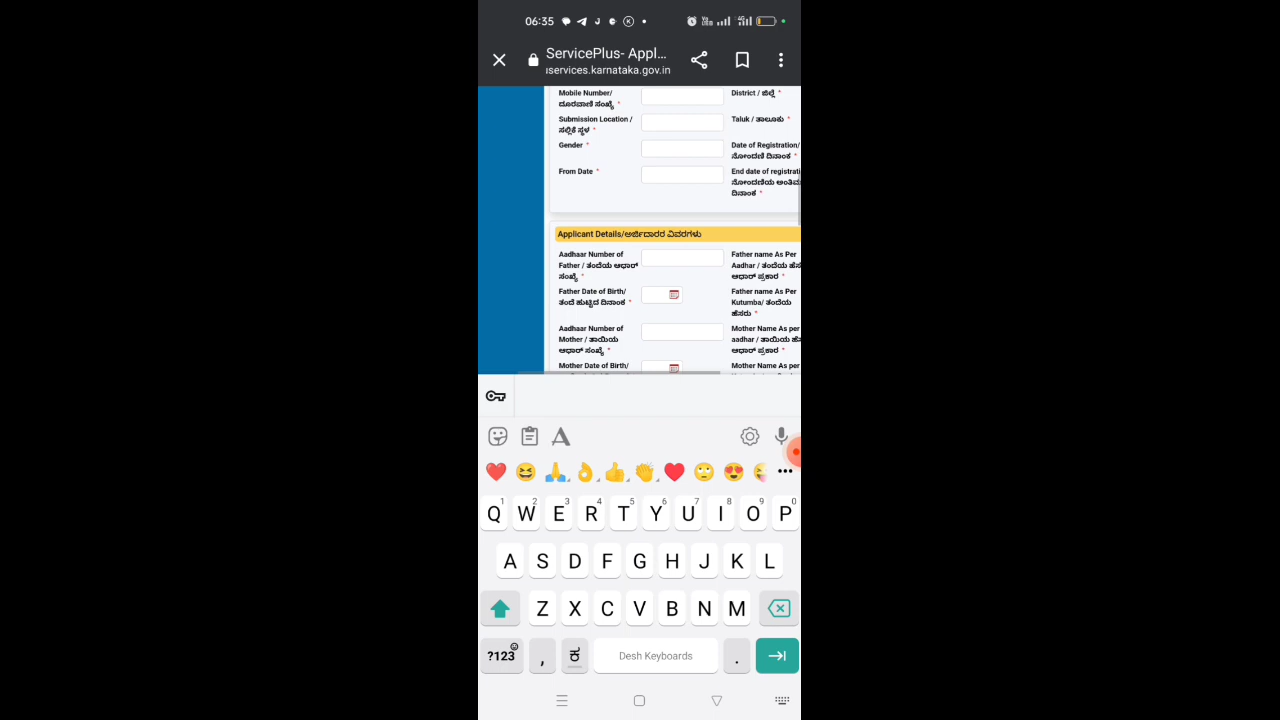 06:35
ServicePlus- Appl...
ıservices.karnataka.gov.in
Mobile Number/
ದೂರವಾಣಿ ಸಂಖ್ಯೆ *
District / ಜಿಲ್ಲೆ *
Submission Location /
ಸಲ್ಲಿಕೆ ಸ್ಥಳ *
Taluk / ತಾಲೂಕು *
Gender *
Date of Registration/
ನೋಂದಣಿ ದಿನಾಂಕ *
From Date *
End date of registrati
ನೋಂದಣಿಯ ಅಂತಿಮ
ದಿನಾಂಕ *
Applicant Details/ಅರ್ಜಿದಾರರ ವಿವರಗಳು
Aadhaar Number of
Father / ತಂದೆಯ ಆಧಾರ್
ಸಂಖ್ಯೆ *
Father name As Per
Aadhar / ತಂದೆಯ ಹೆಸ
ಆಧಾರ್ ಪ್ರಕಾರ *
Father Date of Birth/
ತಂದೆ ಹುಟ್ಟಿದ ದಿನಾಂಕ *
Father name As Per
Kutumba/ ತಂದೆಯ
ಹೆಸರು *
Aadhaar Number of
Mother / ತಾಯಿಯ
ಆಧಾರ್ ಸಂಖ್ಯೆ *
Mother Name As per
aadhar / ತಾಯಿಯ ಹೆಸ
ಆಧಾರ್ ಪ್ರಕಾರ *
Mother Date of Birth/
Mother Name As per
1 2 3 4 5 6 7 8 9 0
Q W E R T Y U I O P
A S D F G H J K L
Z X C V B N M
?123 , ಕ Desh Keyboards .